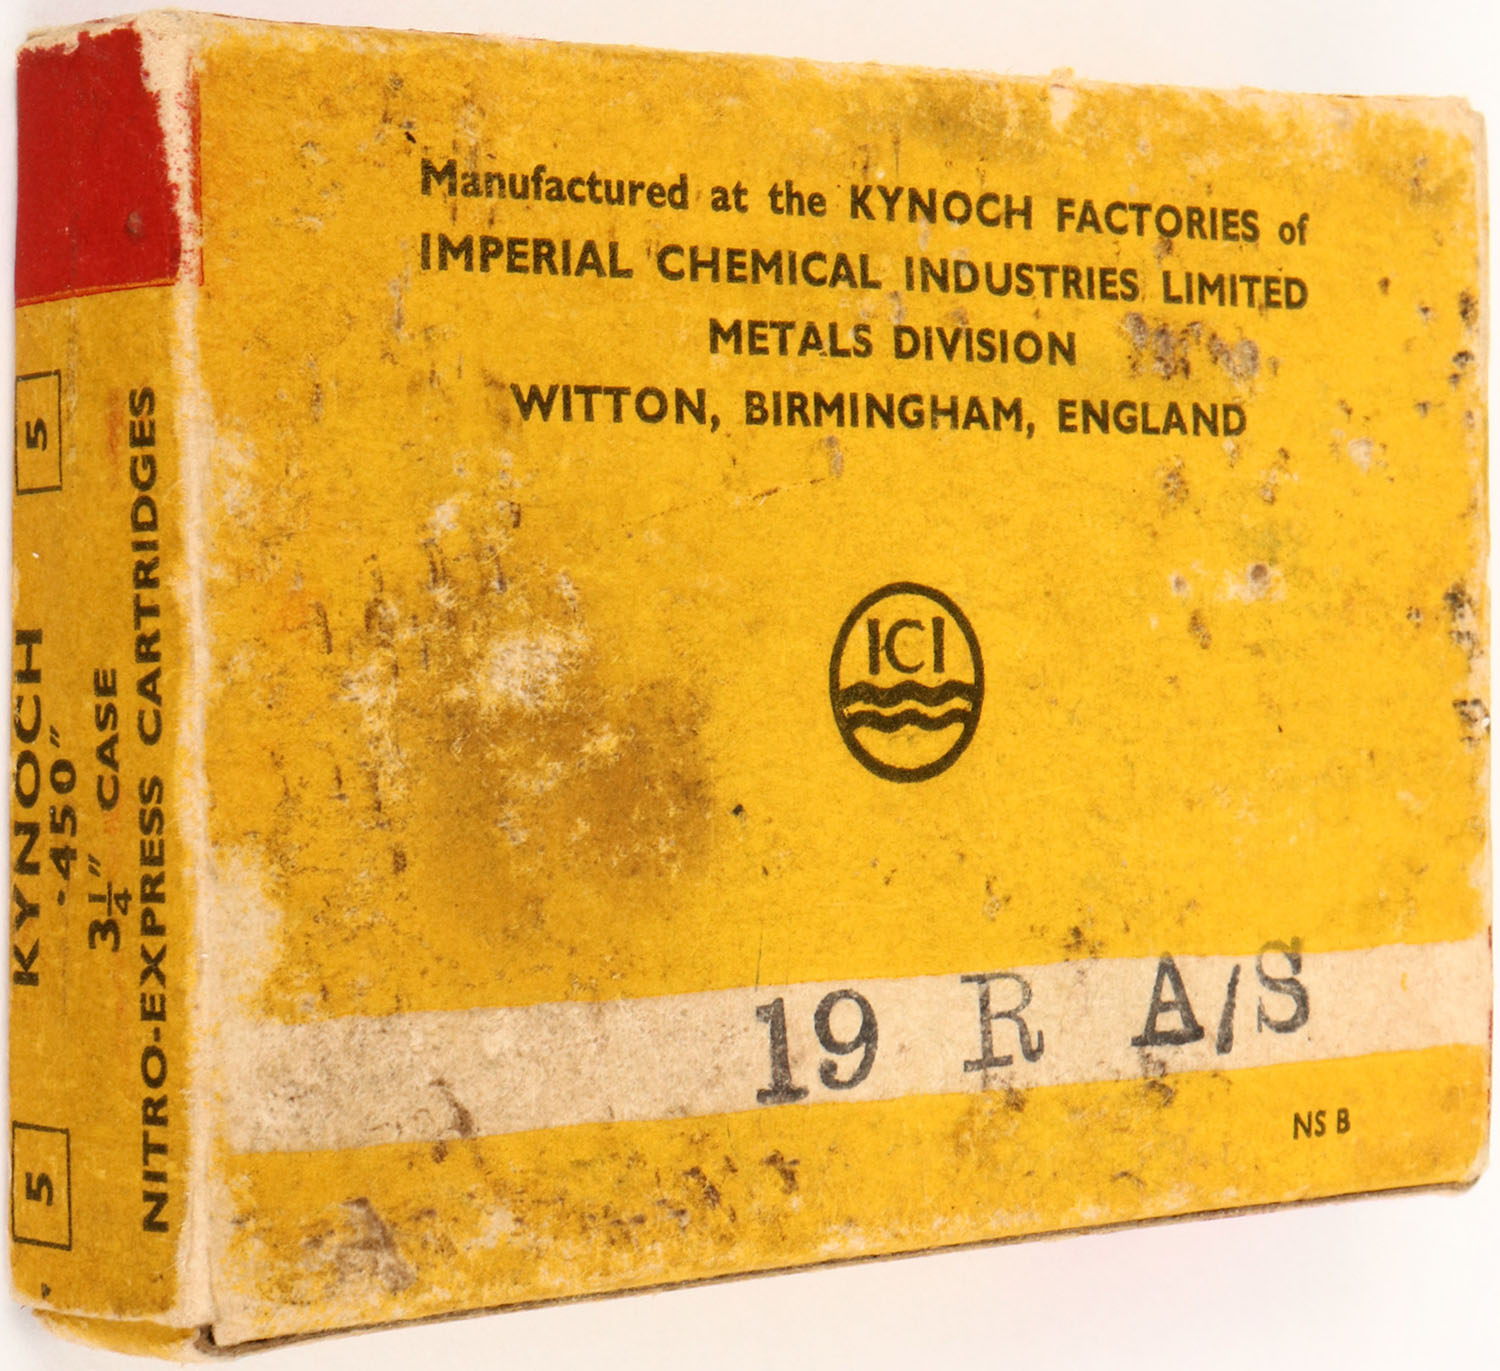 Manufactured at the KYNOCH FACTORIES of
IMPERIAL CHEMICAL INDUSTRIES LIMITED
METALS DIVISION
WITTON, BIRMINGHAM, ENGLAND
ICI
19 R A/S
NS B
5
KYNOCH
·450"
3¼" CASE
NITRO-EXPRESS CARTRIDGES
5